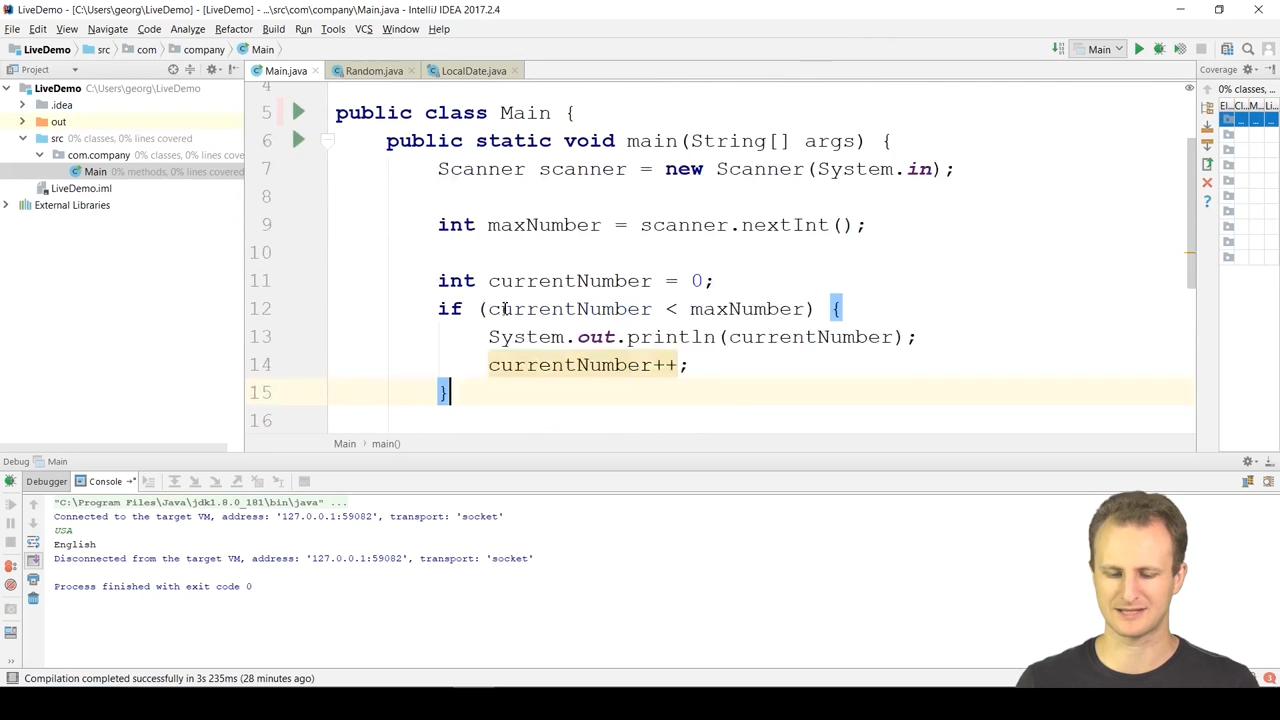 LiveDemo - [C:\Users\georg\LiveDemo] - [LiveDemo] - ...\src\com\company\Main.java - IntelliJ IDEA 2017.2.4
File Edit View Navigate Code Analyze Refactor Build Run Tools VCS Window Help
LiveDemo src com company Main Main
Project Main.java Random.java LocalDate.java Coverage
LiveDemo C:\Users\georg\LiveDemo
.idea
out
src 0% classes, 0% lines covered
com.company 0% classes, 0% lines cove
Main 0% methods, 0% lines covered
LiveDemo.iml
External Libraries
4
5 public class Main {
6 public static void main(String[] args) {
7 Scanner scanner = new Scanner(System.in);
8
9 int maxNumber = scanner.nextInt();
10
11 int currentNumber = 0;
12 if (currentNumber < maxNumber) {
13 System.out.println(currentNumber);
14 currentNumber++;
15 }
16
Main main()
0% classes, ...
El... Cl... M... Li...
... ... ...
Debug Main
Debugger Console
"C:\Program Files\Java\jdk1.8.0_181\bin\java" ...
Connected to the target VM, address: '127.0.0.1:59082', transport: 'socket'
USA
English
Disconnected from the target VM, address: '127.0.0.1:59082', transport: 'socket'
Process finished with exit code 0
Compilation completed successfully in 3s 235ms (28 minutes ago)